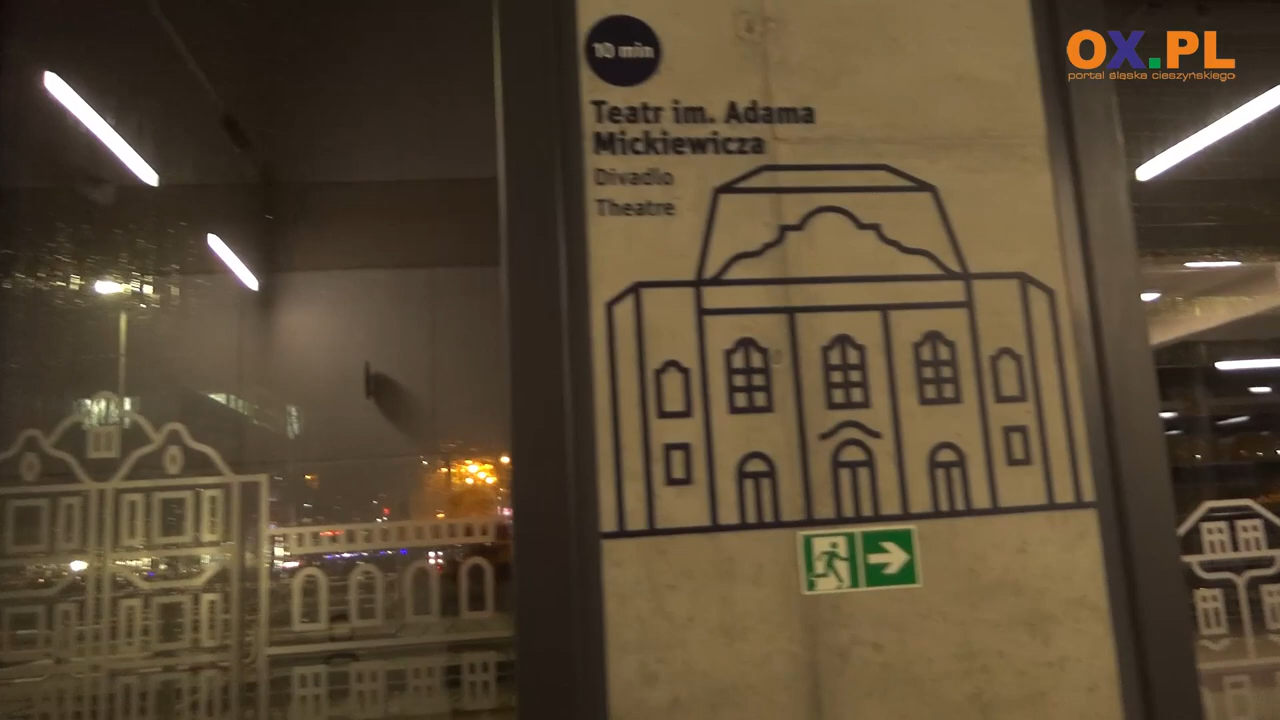 10 min
Teatr im. Adama
Mickiewicza
Divadlo
Theatre
OX.PL
portal śląska cieszyńskiego